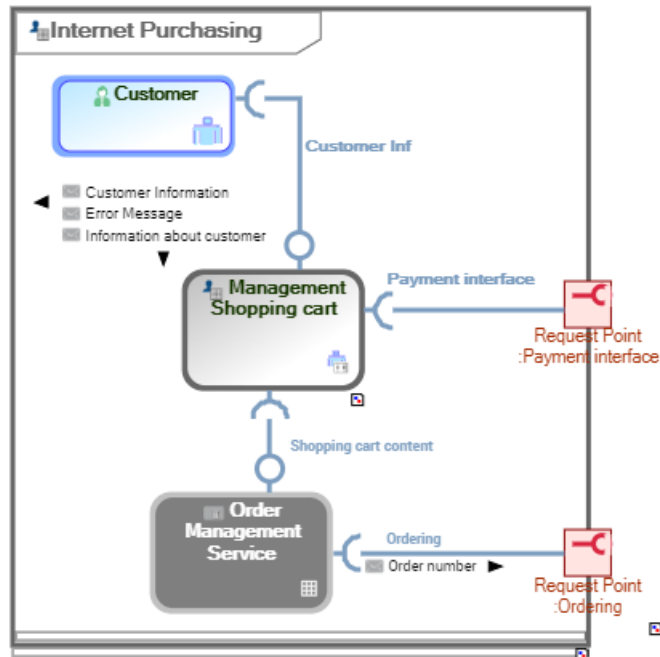 Internet Purchasing
Customer
Customer Inf
Customer Information
Error Message
Information about customer
Management
Shopping cart
Payment interface
Request Point
:Payment interface
Shopping cart content
Order
Management
Service
Ordering
Order number
Request Point
:Ordering